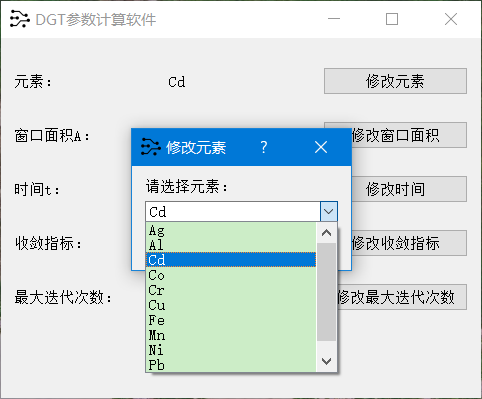 DGT参数计算软件
元素： Cd 修改元素
窗口面积A： 修改窗口面积
时间t： 修改时间
收敛指标： 修改收敛指标
最大迭代次数： 修改最大迭代次数
修改元素 ?
请选择元素：
Cd
Ag
Al
Cd
Co
Cr
Cu
Fe
Mn
Ni
Pb